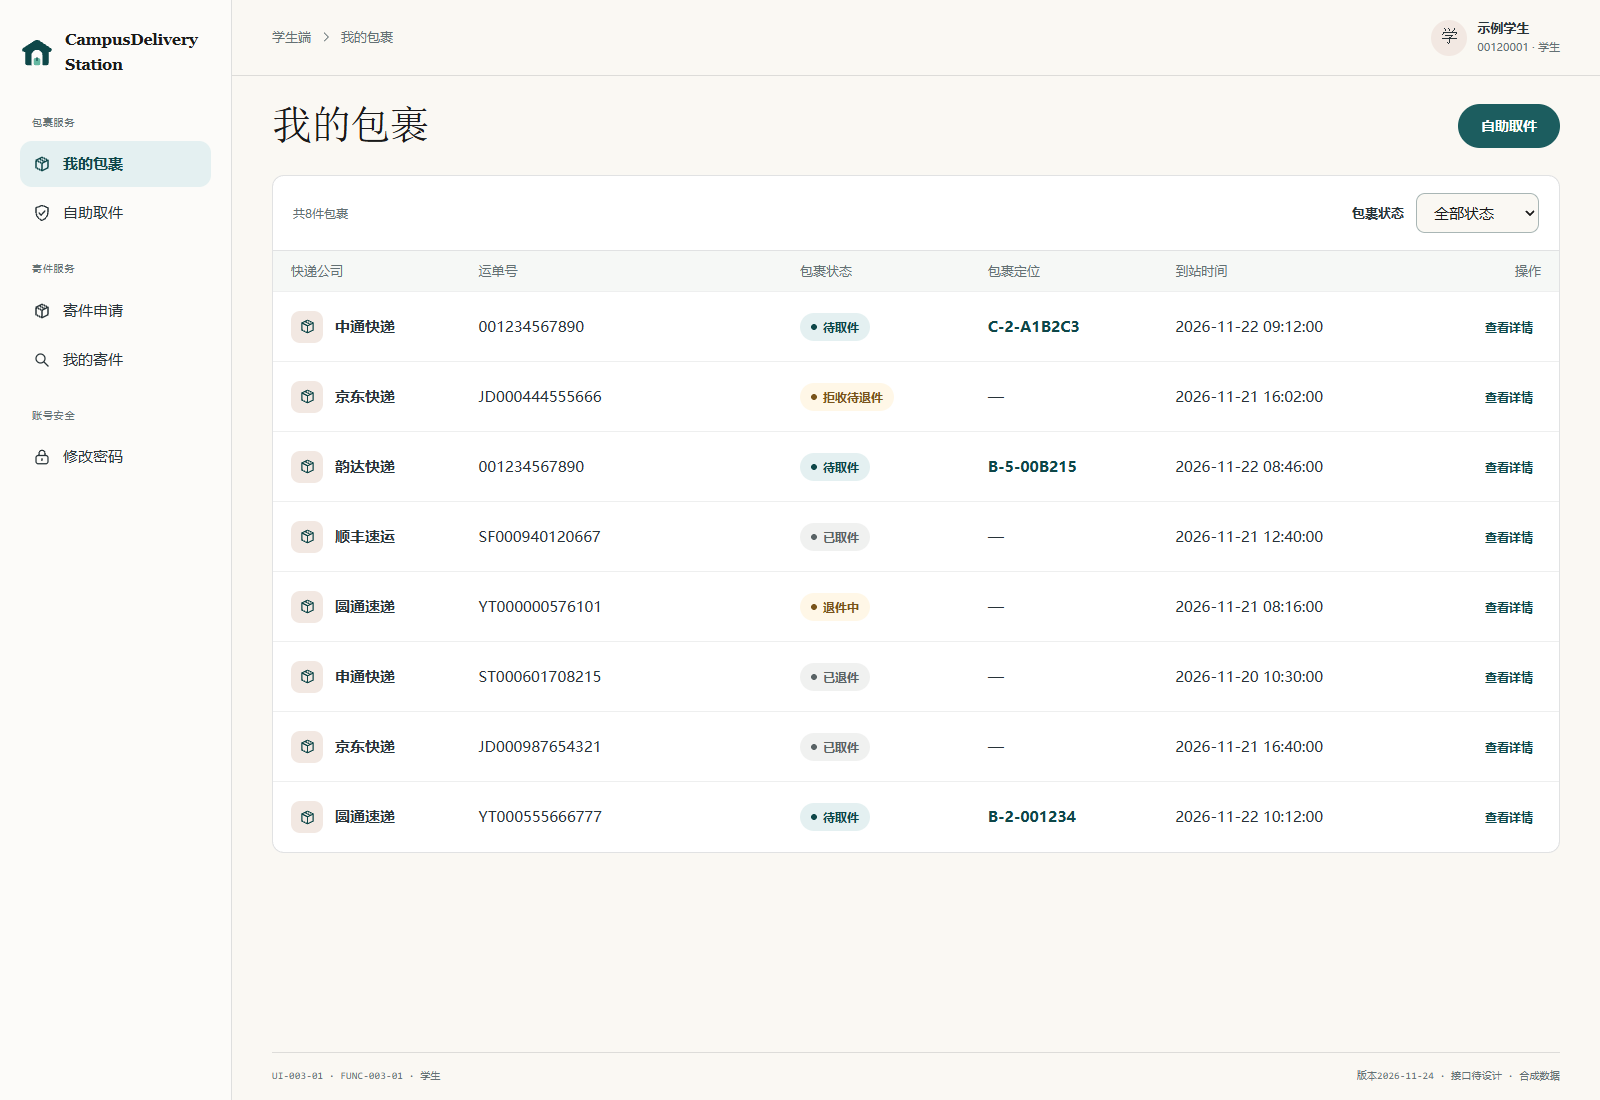 CampusDelivery
Station
包裹服务
我的包裹
自助取件
寄件服务
寄件申请
我的寄件
账号安全
修改密码
学生端 > 我的包裹
学
示例学生
00120001 · 学生
我的包裹
自助取件
共8件包裹
包裹状态 全部状态
快递公司 运单号 包裹状态 包裹定位 到站时间 操作
中通快递 001234567890 待取件 C-2-A1B2C3 2026-11-22 09:12:00 查看详情
京东快递 JD000444555666 拒收待退件 — 2026-11-21 16:02:00 查看详情
韵达快递 001234567890 待取件 B-5-00B215 2026-11-22 08:46:00 查看详情
顺丰速运 SF000940120667 已取件 — 2026-11-21 12:40:00 查看详情
圆通速递 YT000000576101 退件中 — 2026-11-21 08:16:00 查看详情
申通快递 ST000601708215 已退件 — 2026-11-20 10:30:00 查看详情
京东快递 JD000987654321 已取件 — 2026-11-21 16:40:00 查看详情
圆通速递 YT000555666777 待取件 B-2-001234 2026-11-22 10:12:00 查看详情
UI-003-01 · FUNC-003-01 · 学生
版本2026-11-24 · 接口待设计 · 合成数据